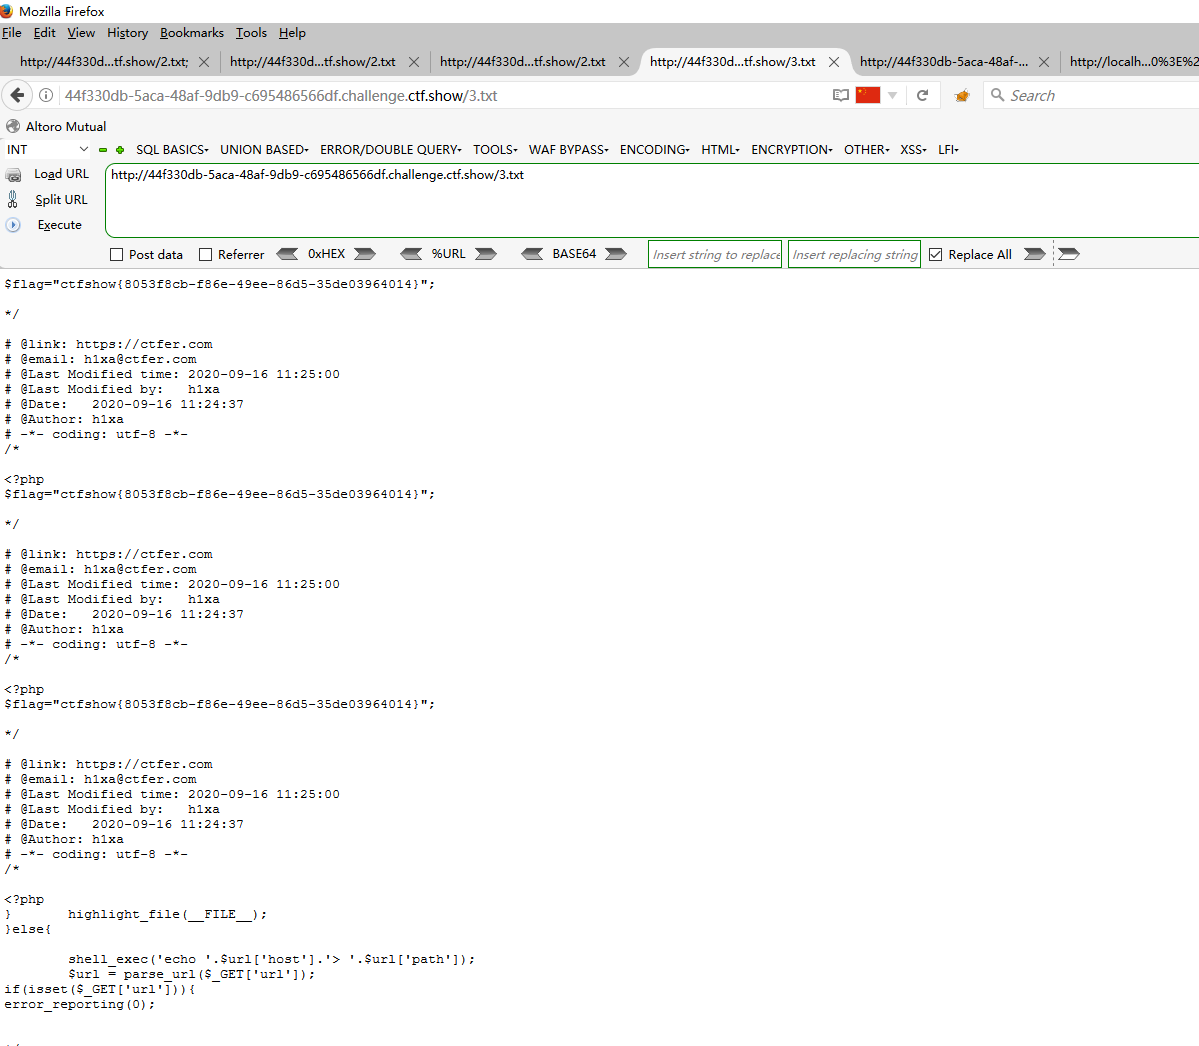 Mozilla Firefox
File Edit View History Bookmarks Tools Help
http://44f330d...tf.show/2.txt; http://44f330d...tf.show/2.txt http://44f330d...tf.show/2.txt http://44f330d...tf.show/3.txt http://44f330db-5aca-48af-... http://localh...0%3E%2
44f330db-5aca-48af-9db9-c695486566df.challenge.ctf.show/3.txt Search
Altoro Mutual
INT SQL BASICS UNION BASED ERROR/DOUBLE QUERY TOOLS WAF BYPASS ENCODING HTML ENCRYPTION OTHER XSS LFI
Load URL http://44f330db-5aca-48af-9db9-c695486566df.challenge.ctf.show/3.txt
Split URL
Execute
Post data Referrer 0xHEX %URL BASE64 Insert string to replace Insert replacing string Replace All
$flag="ctfshow{8053f8cb-f86e-49ee-86d5-35de03964014}";
*/
# @link: https://ctfer.com
# @email: h1xa@ctfer.com
# @Last Modified time: 2020-09-16 11:25:00
# @Last Modified by:   h1xa
# @Date:   2020-09-16 11:24:37
# @Author: h1xa
# -*- coding: utf-8 -*-
/*
<?php
$flag="ctfshow{8053f8cb-f86e-49ee-86d5-35de03964014}";
*/
# @link: https://ctfer.com
# @email: h1xa@ctfer.com
# @Last Modified time: 2020-09-16 11:25:00
# @Last Modified by:   h1xa
# @Date:   2020-09-16 11:24:37
# @Author: h1xa
# -*- coding: utf-8 -*-
/*
<?php
$flag="ctfshow{8053f8cb-f86e-49ee-86d5-35de03964014}";
*/
# @link: https://ctfer.com
# @email: h1xa@ctfer.com
# @Last Modified time: 2020-09-16 11:25:00
# @Last Modified by:   h1xa
# @Date:   2020-09-16 11:24:37
# @Author: h1xa
# -*- coding: utf-8 -*-
/*
<?php
}       highlight_file(__FILE__);
}else{
        shell_exec('echo '.$url['host'].'> '.$url['path']);
        $url = parse_url($_GET['url']);
if(isset($_GET['url'])){
error_reporting(0);